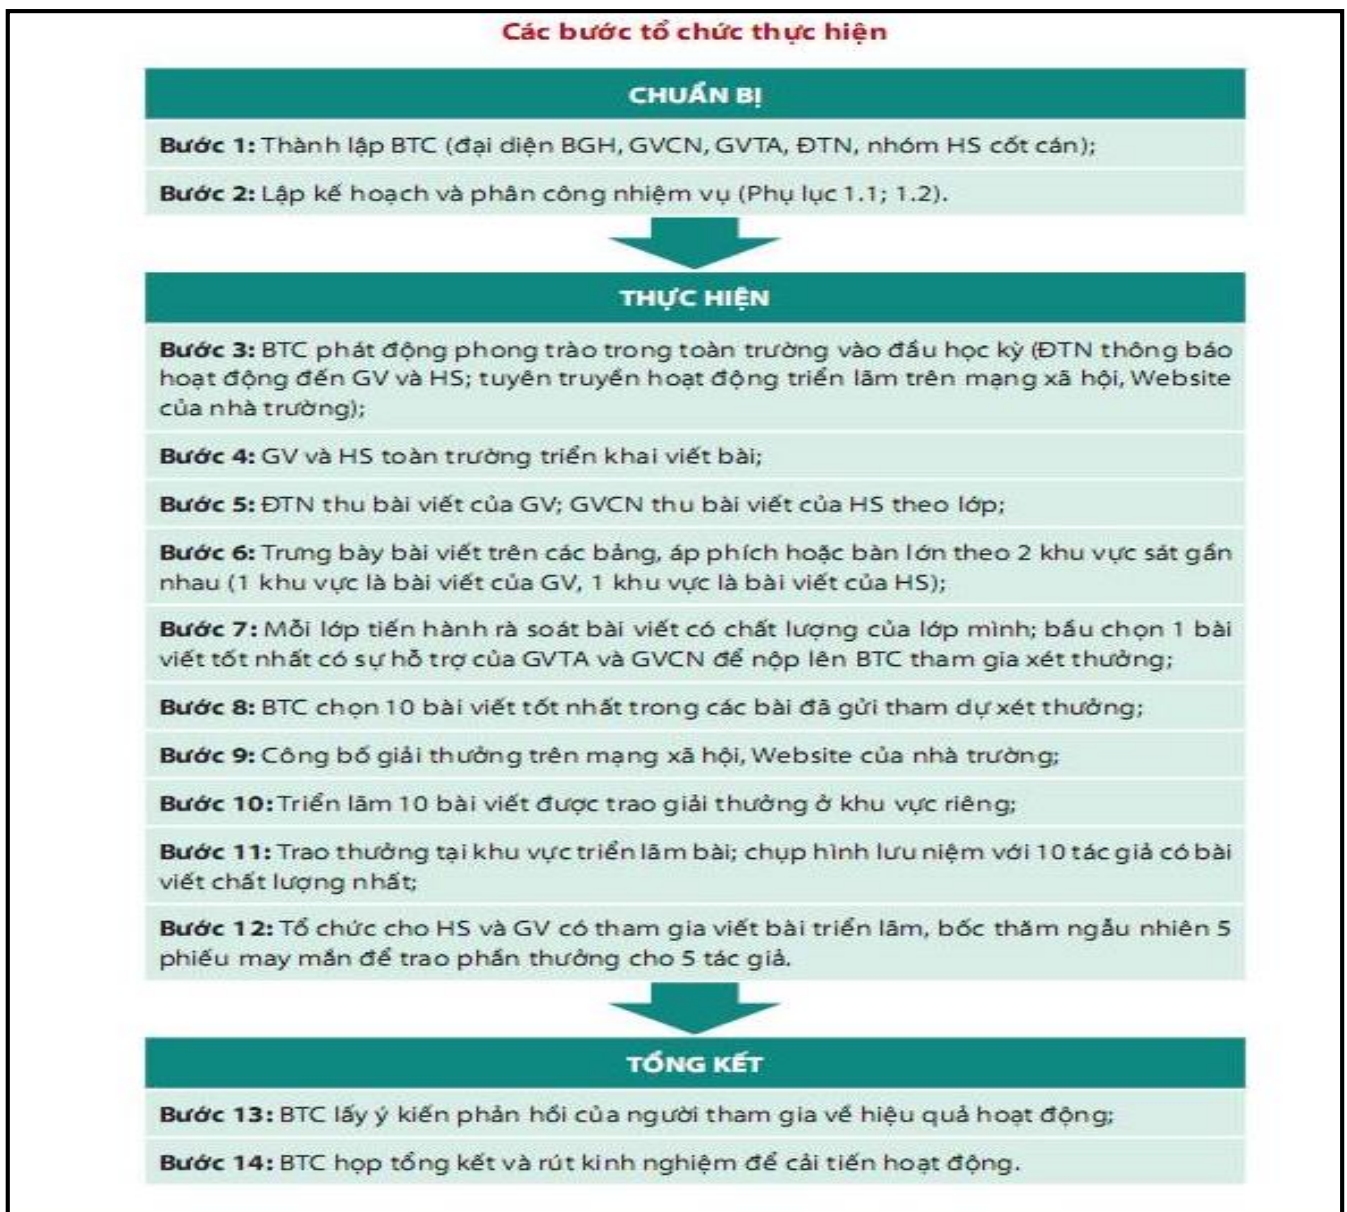 Các bước tổ chức thực hiện
CHUẨN BỊ
Bước 1: Thành lập BTC (đại diện BGH, GVCN, GVTA, ĐTN, nhóm HS cốt cán);
Bước 2: Lập kế hoạch và phân công nhiệm vụ (Phụ lục 1.1; 1.2).
THỰC HIỆN
Bước 3: BTC phát động phong trào trong toàn trường vào đầu học kỳ (ĐTN thông báo
hoạt động đến GV và HS; tuyên truyền hoạt động triển lãm trên mạng xã hội, Website
của nhà trường);
Bước 4: GV và HS toàn trường triển khai viết bài;
Bước 5: ĐTN thu bài viết của GV; GVCN thu bài viết của HS theo lớp;
Bước 6: Trưng bày bài viết trên các bảng, áp phích hoặc bàn lớn theo 2 khu vực sát gần
nhau (1 khu vực là bài viết của GV, 1 khu vực là bài viết của HS);
Bước 7: Mỗi lớp tiến hành rà soát bài viết có chất lượng của lớp mình; bầu chọn 1 bài
viết tốt nhất có sự hỗ trợ của GVTA và GVCN để nộp lên BTC tham gia xét thưởng;
Bước 8: BTC chọn 10 bài viết tốt nhất trong các bài đã gửi tham dự xét thưởng;
Bước 9: Công bố giải thưởng trên mạng xã hội, Website của nhà trường;
Bước 10: Triển lãm 10 bài viết được trao giải thưởng ở khu vực riêng;
Bước 11: Trao thưởng tại khu vực triển lãm bài; chụp hình lưu niệm với 10 tác giả có bài
viết chất lượng nhất;
Bước 12: Tổ chức cho HS và GV có tham gia viết bài triển lãm, bốc thăm ngẫu nhiên 5
phiếu may mắn để trao phần thưởng cho 5 tác giả.
TỔNG KẾT
Bước 13: BTC lấy ý kiến phản hồi của người tham gia về hiệu quả hoạt động;
Bước 14: BTC họp tổng kết và rút kinh nghiệm để cải tiến hoạt động.